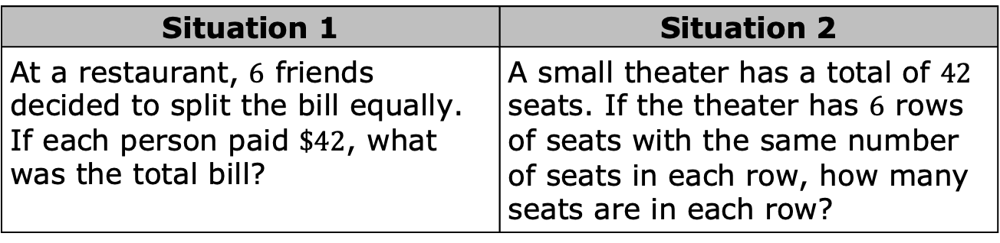 Situation 1
At a restaurant, 6 friends
decided to split the bill equally.
If each person paid $42, what
was the total bill?
Situation 2
A small theater has a total of 42
seats. If the theater has 6 rows
of seats with the same number
of seats in each row, how many
seats are in each row?